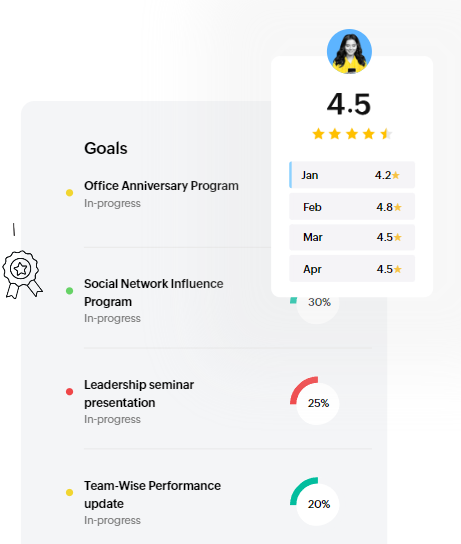 4.5
Jan 4.2
Feb 4.8
Mar 4.5
Apr 4.5
Goals
Office Anniversary Program
In-progress
Social Network Influence
Program
In-progress
30%
Leadership seminar
presentation
In-progress
25%
Team-Wise Performance
update
In-progress
20%